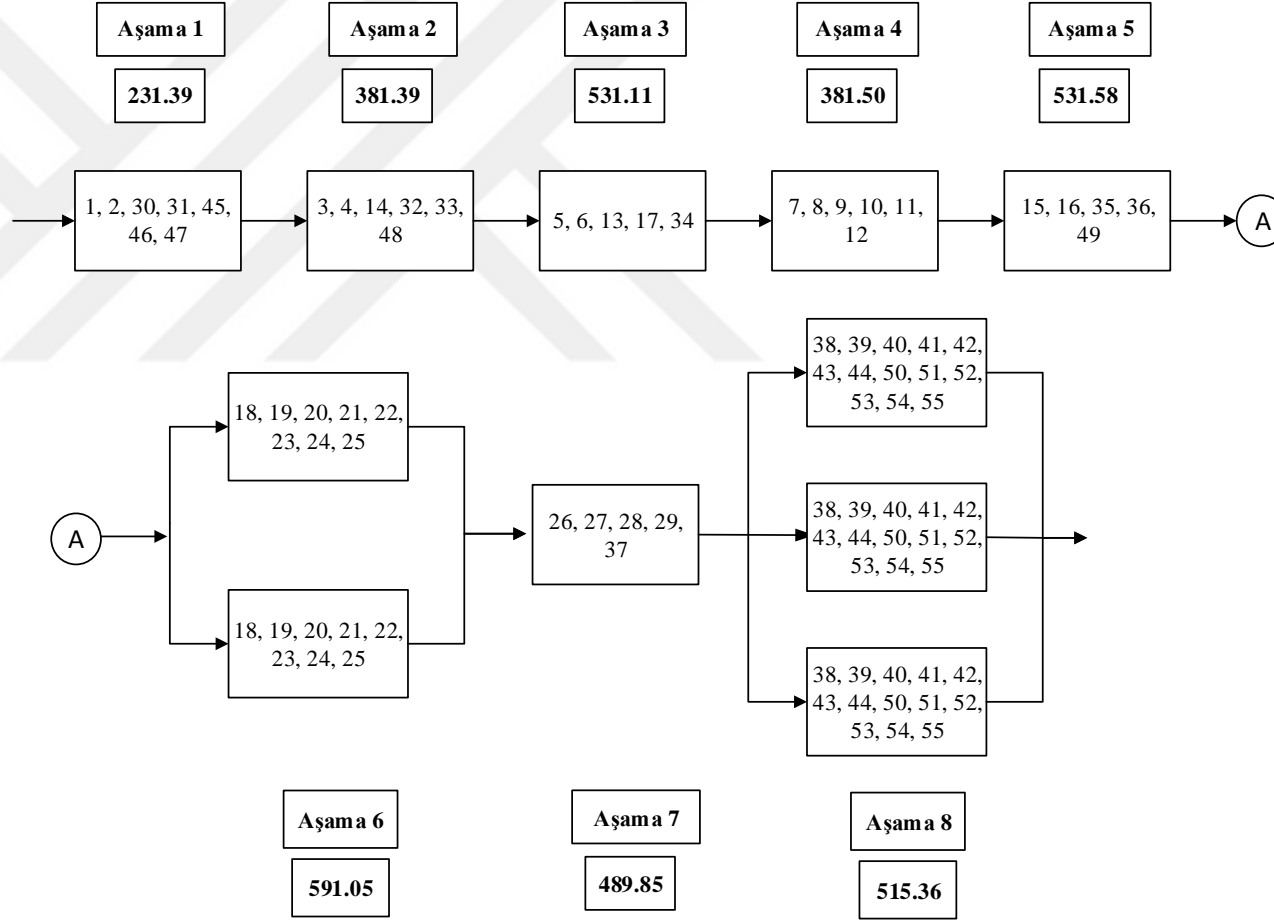 Aşama 1
Aşama 2
Aşama 3
Aşama 4
Aşama 5
231.39
381.39
531.11
381.50
531.58
1, 2, 30, 31, 45,
46, 47
3, 4, 14, 32, 33,
48
5, 6, 13, 17, 34
7, 8, 9, 10, 11,
12
15, 16, 35, 36,
49
A
A
18, 19, 20, 21, 22,
23, 24, 25
18, 19, 20, 21, 22,
23, 24, 25
26, 27, 28, 29,
37
38, 39, 40, 41, 42,
43, 44, 50, 51, 52,
53, 54, 55
38, 39, 40, 41, 42,
43, 44, 50, 51, 52,
53, 54, 55
38, 39, 40, 41, 42,
43, 44, 50, 51, 52,
53, 54, 55
Aşama 6
Aşama 7
Aşama 8
591.05
489.85
515.36